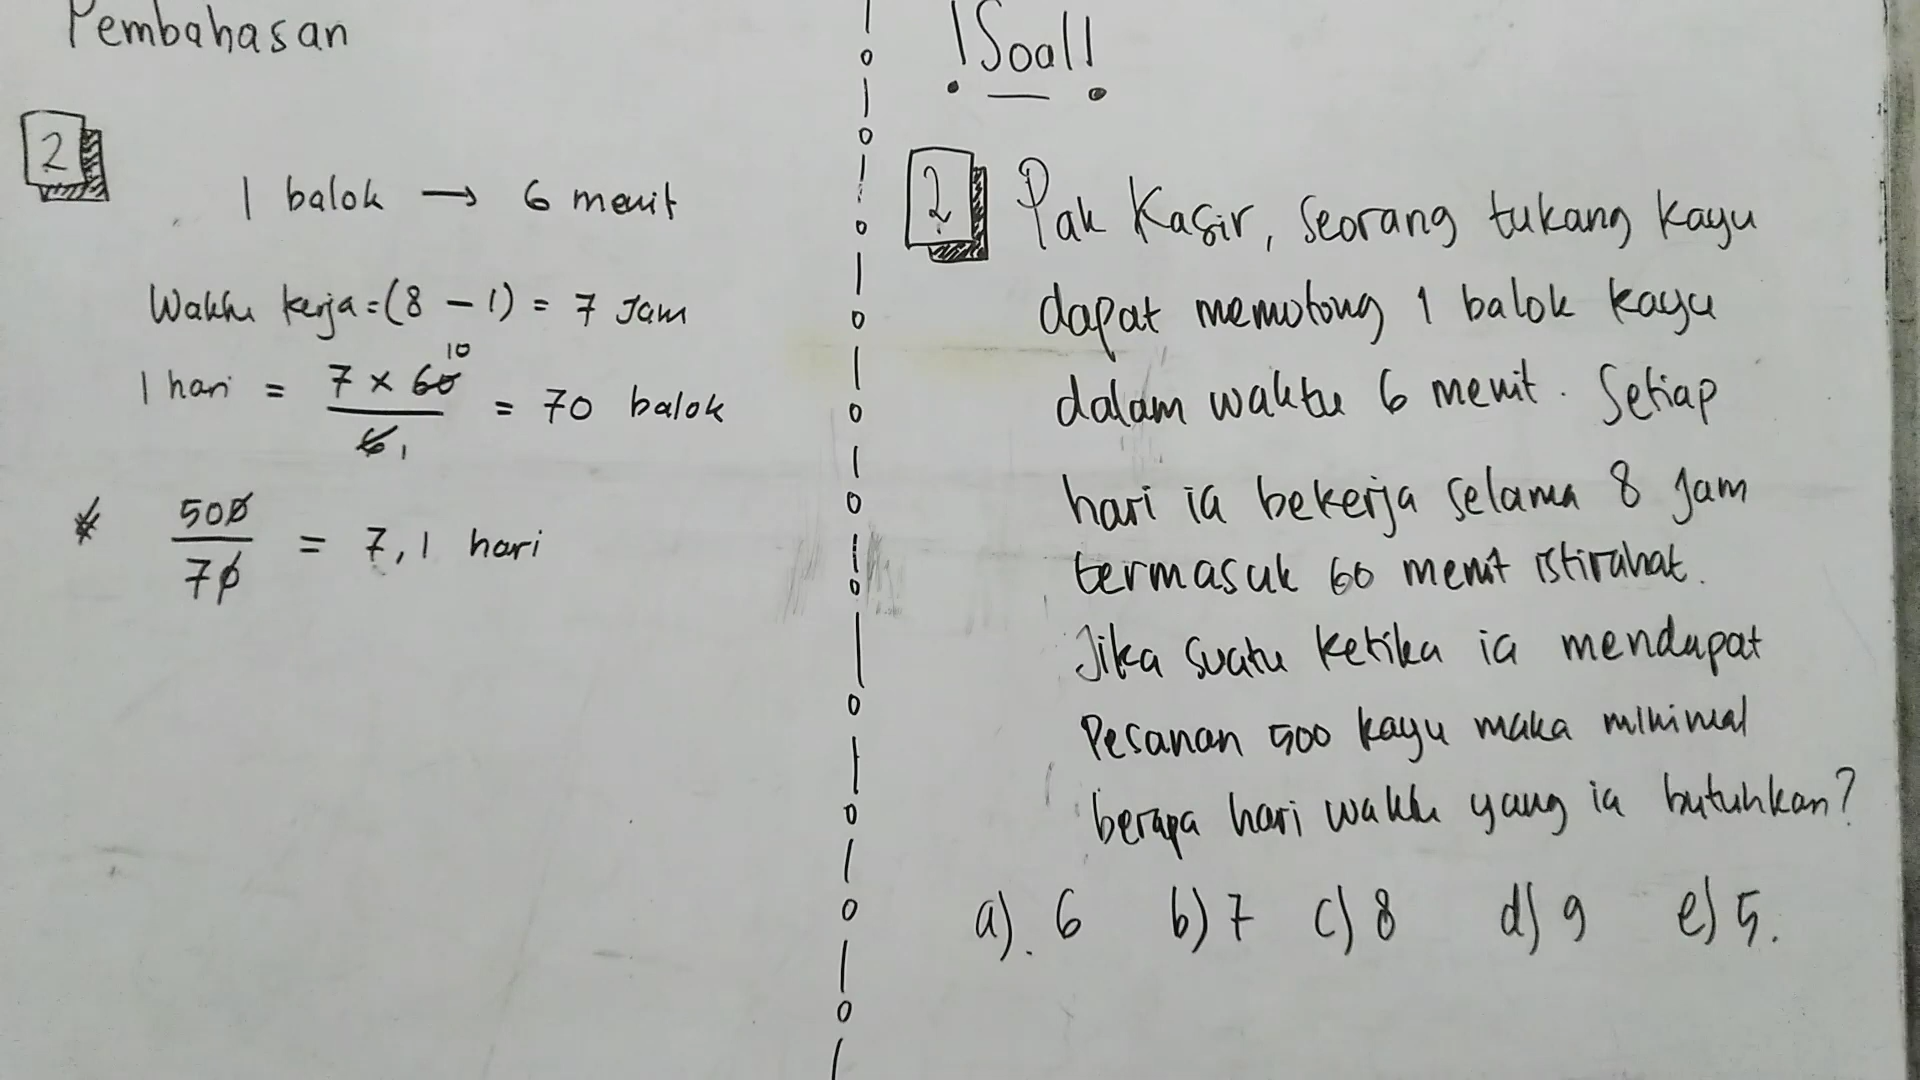 Pembahasan
2
1 balok → 6 menit
Waktu kerja = (8 - 1) = 7 Jam
1 hari = 7 x 60 10 / 6 1 = 70 balok
* 500 / 70 = 7,1 hari
! Soal !
2 Pak Kasir, seorang tukang kayu
dapat memotong 1 balok kayu
dalam waktu 6 menit. Setiap
hari ia bekerja selama 8 Jam
termasuk 60 menit istirahat.
Jika suatu ketika ia mendapat
Pesanan 500 kayu maka minimal
berapa hari waktu yang ia butuhkan?
a). 6 b) 7 c) 8 d) 9 e) 5.